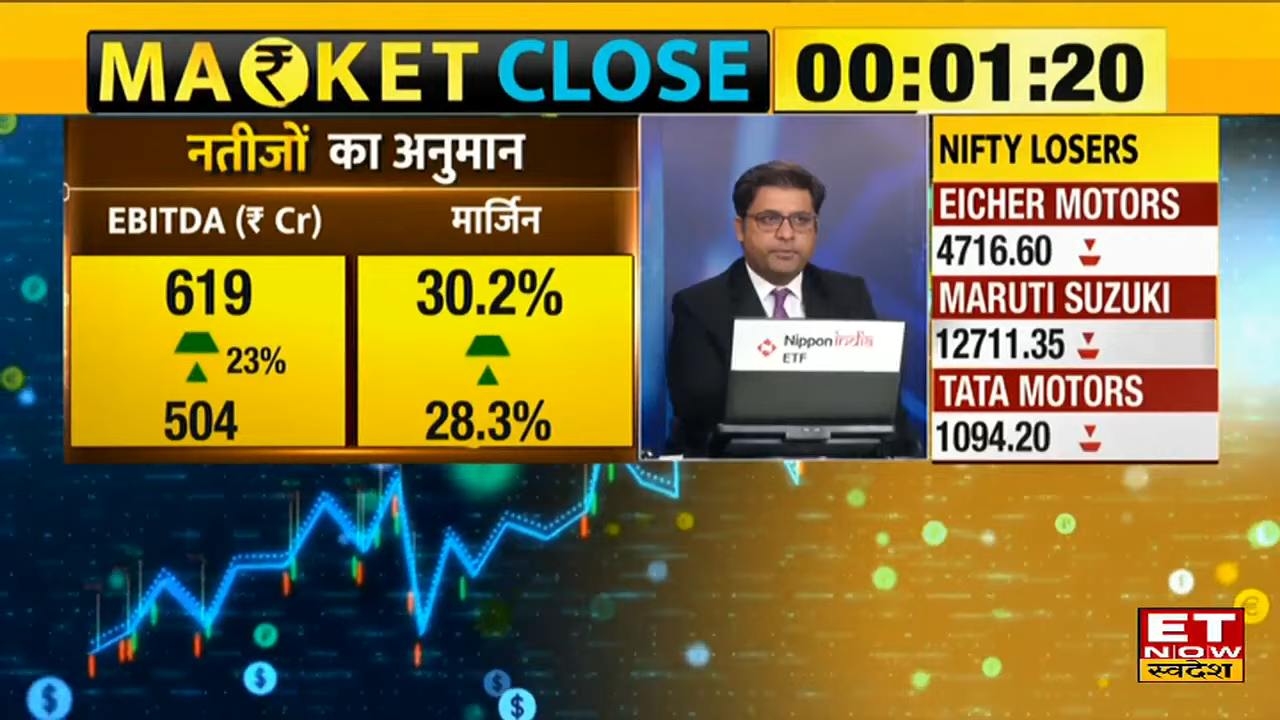 MA₹KET CLOSE
00:01:20
नतीजों का अनुमान
EBITDA (₹ Cr)
मार्जिन
619
30.2%
23%
504
28.3%
Nippon india
ETF
NIFTY LOSERS
EICHER MOTORS
4716.60
MARUTI SUZUKI
12711.35
TATA MOTORS
1094.20
ET
NOW
स्वदेश